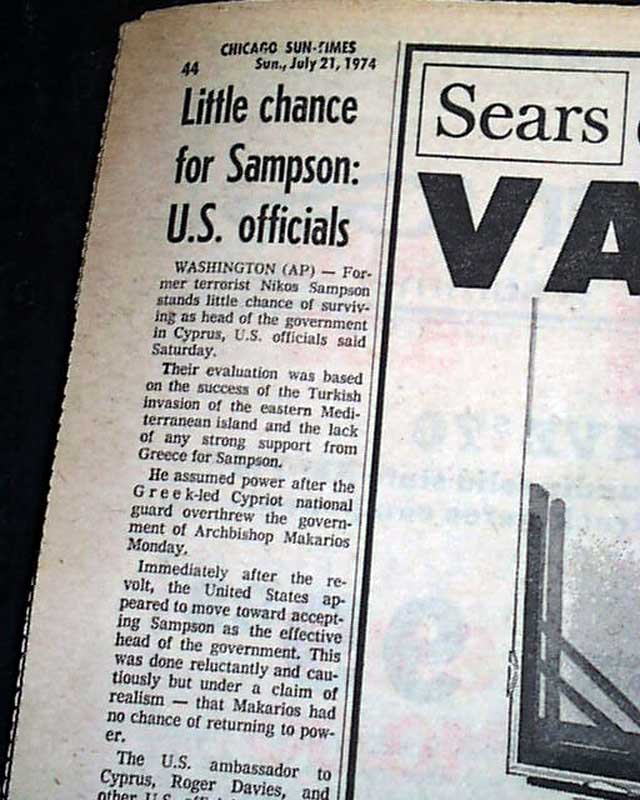 CHICAGO SUN-TIMES
44 Sun., July 21, 1974
Little chance
for Sampson:
U.S. officials
WASHINGTON (AP) — For-
mer terrorist Nikos Sampson
stands little chance of surviv-
ing as head of the government
in Cyprus, U.S. officials said
Saturday.
Their evaluation was based
on the success of the Turkish
invasion of the eastern Medi-
terranean island and the lack
of any strong support from
Greece for Sampson.
He assumed power after the
Greek-led Cypriot national
guard overthrew the govern-
ment of Archbishop Makarios
Monday.
Immediately after the re-
volt, the United States ap-
peared to move toward accept-
ing Sampson as the effective
head of the government. This
was done reluctantly and cau-
tiously but under a claim of
realism — that Makarios had
no chance of returning to pow-
er.
The U.S. ambassador to
Cyprus, Roger Davies, and
other U.S.
Sears
VA